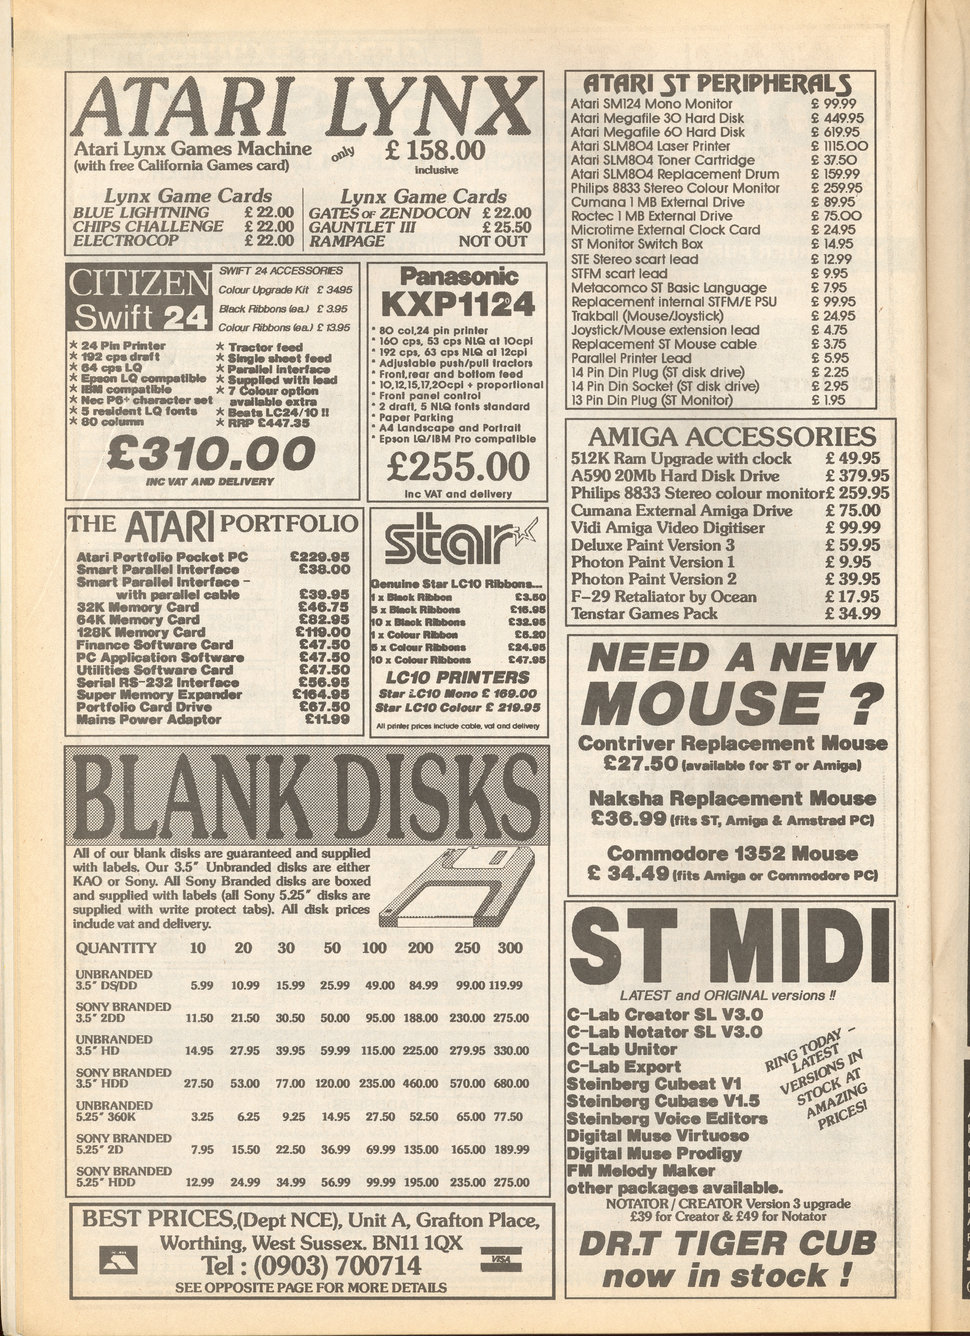 ATARI LYNX
Atari Lynx Games Machine only £ 158.00
(with free California Games card) inclusive
Lynx Game Cards
BLUE LIGHTNING £ 22.00
CHIPS CHALLENGE £ 22.00
ELECTROCOP £ 22.00
Lynx Game Cards
GATES OF ZENDOCON £ 22.00
GAUNTLET III £ 25.50
RAMPAGE NOT OUT
CITIZEN
Swift 24
SWIFT 24 ACCESSORIES
Colour Upgrade Kit £ 34.95
Black Ribbons (ea.) £ 3.95
Colour Ribbons (ea.) £ 13.95
* 24 Pin Printer
* 192 cps draft
* 64 cps LQ
* Epson LQ compatible
* IBM compatible
* Nec P6+ character set
* 5 resident LQ fonts
* 80 column
* Tractor feed
* Single sheet feed
* Parallel interface
* Supplied with lead
* 7 Colour option
available extra
* Beats LC24/10 !!
* RRP £447.35
£310.00
INC VAT AND DELIVERY
Panasonic
KXP1124
* 80 col,24 pin printer
* 160 cps, 53 cps NLQ at 10cpi
* 192 cps, 63 cps NLQ at 12cpi
* Adjustable push/pull tractors
* Front,rear and bottom feed
* 10,12,15,17,20cpi + proportional
* Front panel control
* 2 draft, 5 NLQ fonts standard
* Paper Parking
* A4 Landscape and Portrait
* Epson LQ/IBM Pro compatible
£255.00
Inc VAT and delivery
THE ATARI PORTFOLIO
Atari Portfolio Pocket PC £229.95
Smart Parallel Interface £38.00
Smart Parallel Interface -
with parallel cable £39.95
32K Memory Card £46.75
64K Memory Card £82.95
128K Memory Card £119.00
Finance Software Card £47.50
PC Application Software £47.50
Utilities Software Card £47.50
Serial RS-232 Interface £56.95
Super Memory Expander £164.95
Portfolio Card Drive £67.50
Mains Power Adaptor £11.99
star
Genuine Star LC10 Ribbons...
1 x Black Ribbon £3.50
5 x Black Ribbons £16.95
10 x Black Ribbons £32.95
1 x Colour Ribbon £5.20
5 x Colour Ribbons £24.95
10 x Colour Ribbons £47.95
LC10 PRINTERS
Star LC10 Mono £ 169.00
Star LC10 Colour £ 219.95
All printer prices include cable, vat and delivery
BLANK DISKS
All of our blank disks are guaranteed and supplied
with labels. Our 3.5" Unbranded disks are either
KAO or Sony. All Sony Branded disks are boxed
and supplied with labels (all Sony 5.25" disks are
supplied with write protect tabs). All disk prices
include vat and delivery.
QUANTITY 10 20 30 50 100 200 250 300
UNBRANDED
3.5" DS/DD 5.99 10.99 15.99 25.99 49.00 84.99 99.00 119.99
SONY BRANDED
3.5" 2DD 11.50 21.50 30.50 50.00 95.00 188.00 230.00 275.00
UNBRANDED
3.5" HD 14.95 27.95 39.95 59.99 115.00 225.00 279.95 330.00
SONY BRANDED
3.5" HDD 27.50 53.00 77.00 120.00 235.00 460.00 570.00 680.00
UNBRANDED
5.25" 360K 3.25 6.25 9.25 14.95 27.50 52.50 65.00 77.50
SONY BRANDED
5.25" 2D 7.95 15.50 22.50 36.99 69.99 135.00 165.00 189.99
SONY BRANDED
5.25" HDD 12.99 24.99 34.99 56.99 99.99 195.00 235.00 275.00
BEST PRICES,(Dept NCE), Unit A, Grafton Place,
Worthing, West Sussex. BN11 1QX
Tel : (0903) 700714
VISA
SEE OPPOSITE PAGE FOR MORE DETAILS
ATARI ST PERIPHERALS
Atari SM124 Mono Monitor £ 99.99
Atari Megafile 30 Hard Disk £ 449.95
Atari Megafile 60 Hard Disk £ 619.95
Atari SLM804 Laser Printer £ 1115.00
Atari SLM804 Toner Cartridge £ 37.50
Atari SLM804 Replacement Drum £ 159.99
Philips 8833 Stereo Colour Monitor £ 259.95
Cumana 1 MB External Drive £ 89.95
Roctec 1 MB External Drive £ 75.00
Microtime External Clock Card £ 24.95
ST Monitor Switch Box £ 14.95
STE Stereo scart lead £ 12.99
STFM scart lead £ 9.95
Metacomco ST Basic Language £ 7.95
Replacement internal STFM/E PSU £ 99.95
Trakball (Mouse/Joystick) £ 24.95
Joystick/Mouse extension lead £ 4.75
Replacement ST Mouse cable £ 3.75
Parallel Printer Lead £ 5.95
14 Pin Din Plug (ST disk drive) £ 2.25
14 Pin Din Socket (ST disk drive) £ 2.95
13 Pin Din Plug (ST Monitor) £ 1.95
AMIGA ACCESSORIES
512K Ram Upgrade with clock £ 49.95
A590 20Mb Hard Disk Drive £ 379.95
Philips 8833 Stereo colour monitor £ 259.95
Cumana External Amiga Drive £ 75.00
Vidi Amiga Video Digitiser £ 99.99
Deluxe Paint Version 3 £ 59.95
Photon Paint Version 1 £ 9.95
Photon Paint Version 2 £ 39.95
F-29 Retaliator by Ocean £ 17.95
Tenstar Games Pack £ 34.99
NEED A NEW
MOUSE ?
Contriver Replacement Mouse
£27.50 (available for ST or Amiga)
Naksha Replacement Mouse
£36.99 (fits ST, Amiga & Amstrad PC)
Commodore 1352 Mouse
£ 34.49 (fits Amiga or Commodore PC)
ST MIDI
LATEST and ORIGINAL versions !!
C-Lab Creator SL V3.0
C-Lab Notator SL V3.0
C-Lab Unitor
C-Lab Export
Steinberg Cubeat V1
Steinberg Cubase V1.5
Steinberg Voice Editors
Digital Muse Virtuoso
Digital Muse Prodigy
FM Melody Maker
other packages available.
RING TODAY -
LATEST
VERSIONS IN
STOCK AT
AMAZING
PRICES!
NOTATOR / CREATOR Version 3 upgrade
£39 for Creator & £49 for Notator
DR.T TIGER CUB
now in stock !